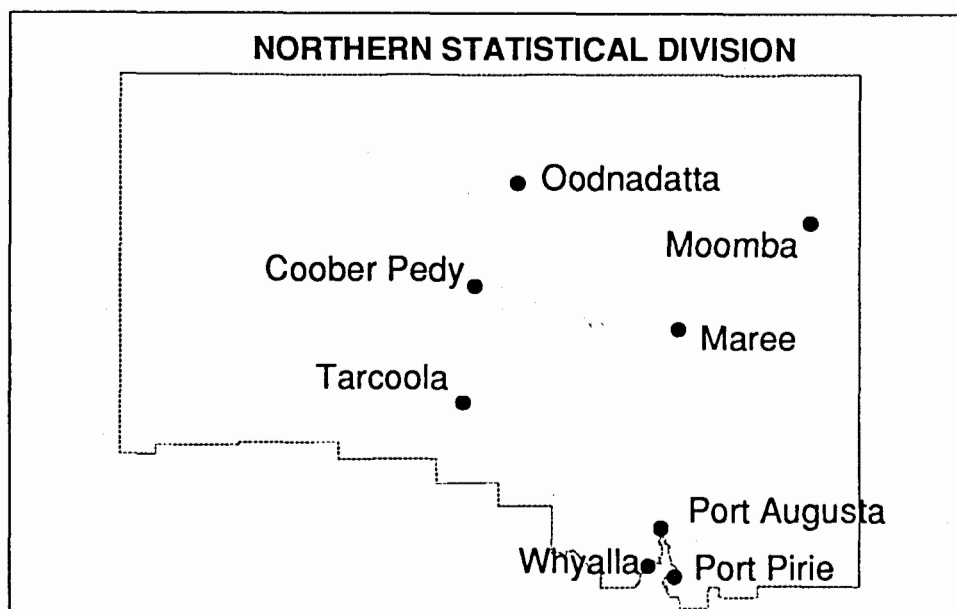 NORTHERN STATISTICAL DIVISION
Oodnadatta
Moomba
Coober Pedy
Maree
Tarcoola
Port Augusta
Whyalla
Port Pirie